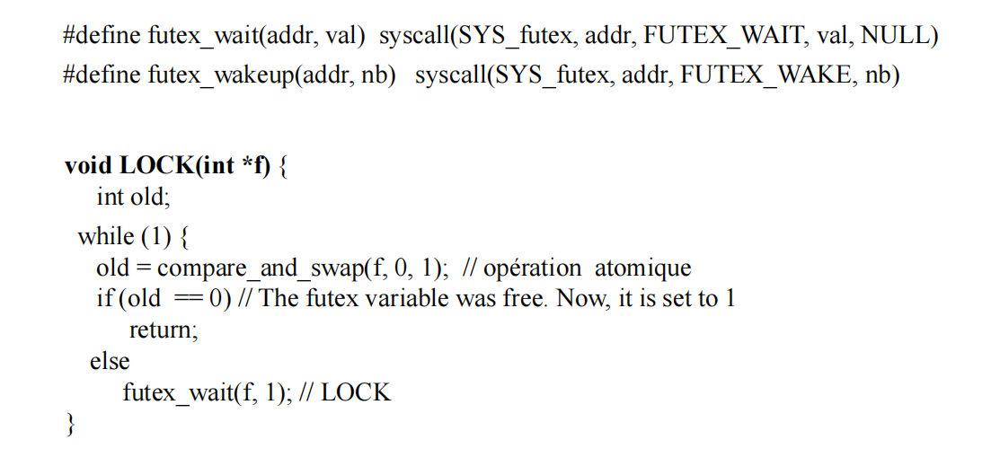 #define futex_wait(addr, val) syscall(SYS_futex, addr, FUTEX_WAIT, val, NULL)
#define futex_wakeup(addr, nb) syscall(SYS_futex, addr, FUTEX_WAKE, nb)
void LOCK(int *f) {
int old;
while (1) {
old = compare_and_swap(f, 0, 1); // opération atomique
if (old == 0) // The futex variable was free. Now, it is set to 1
return;
else
futex_wait(f, 1); // LOCK
}